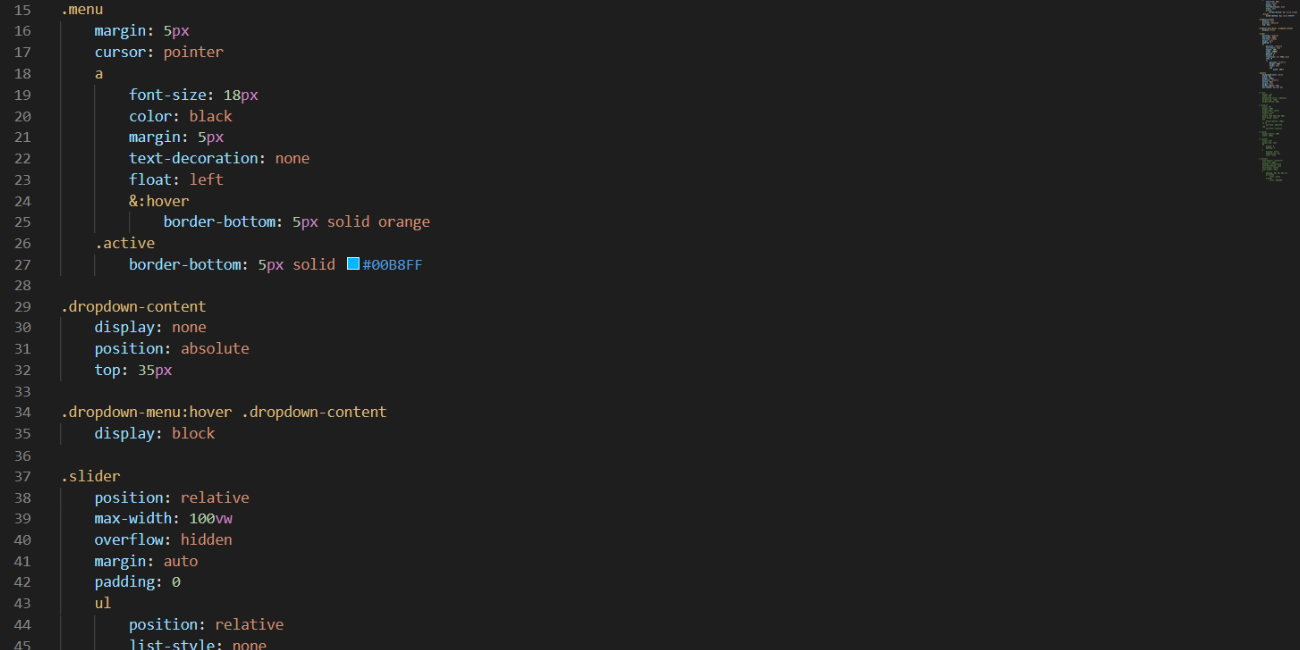 15 .menu
16 margin: 5px
17 cursor: pointer
18 a
19 font-size: 18px
20 color: black
21 margin: 5px
22 text-decoration: none
23 float: left
24 &:hover
25 border-bottom: 5px solid orange
26 .active
27 border-bottom: 5px solid #00B8FF
28
29 .dropdown-content
30 display: none
31 position: absolute
32 top: 35px
33
34 .dropdown-menu:hover .dropdown-content
35 display: block
36
37 .slider
38 position: relative
39 max-width: 100vw
40 overflow: hidden
41 margin: auto
42 padding: 0
43 ul
44 position: relative
45 list-style: none